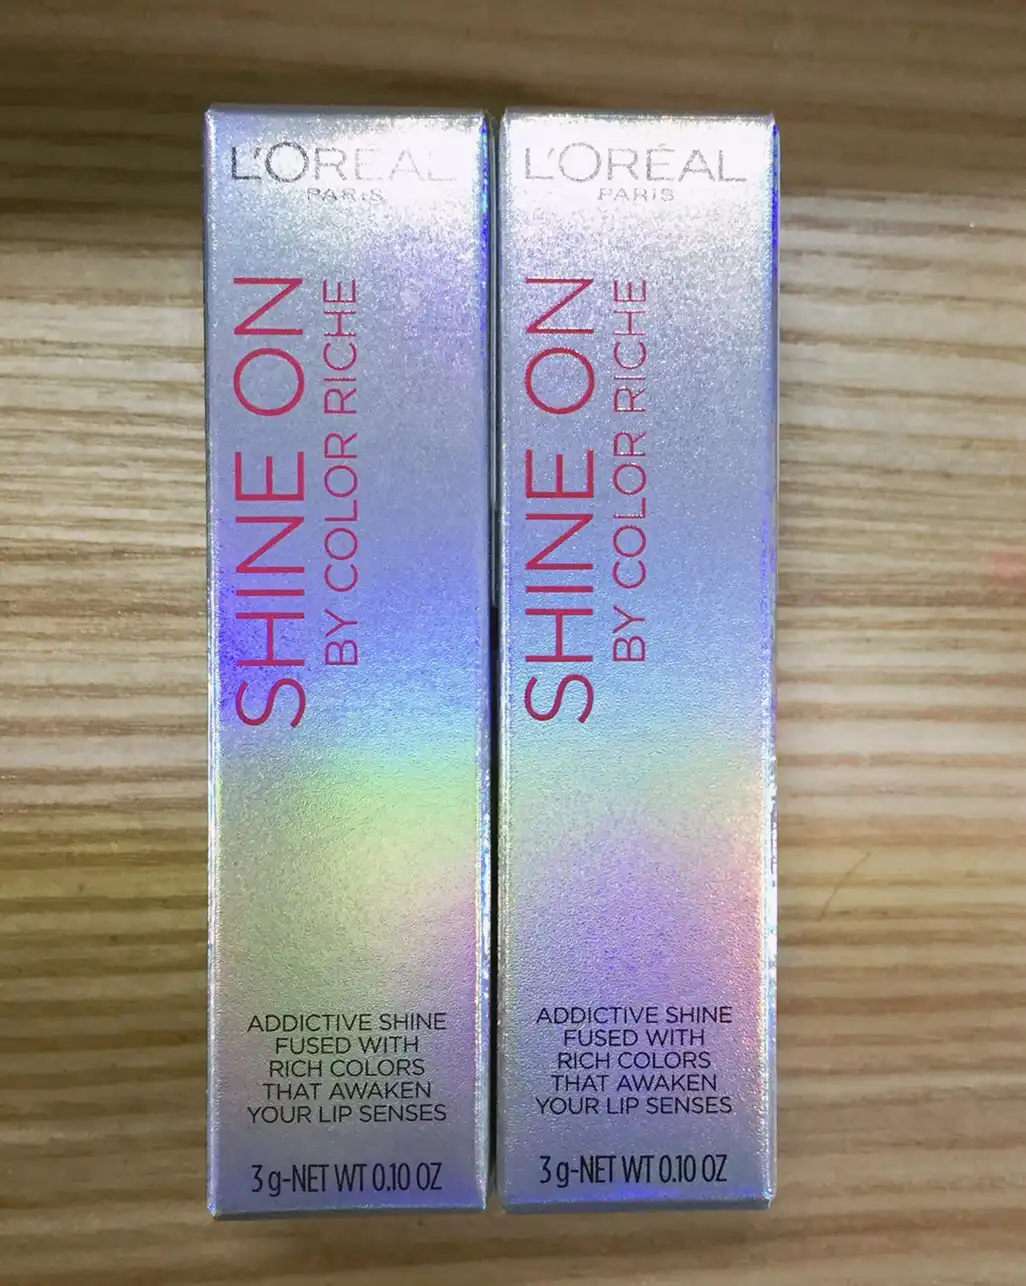 L'ORÉAL
PARIS
SHINE ON
BY COLOR RICHE
ADDICTIVE SHINE
FUSED WITH
RICH COLORS
THAT AWAKEN
YOUR LIP SENSES
3 g-NET WT 0.10 OZ
L'ORÉAL
PARIS
SHINE ON
BY COLOR RICHE
ADDICTIVE SHINE
FUSED WITH
RICH COLORS
THAT AWAKEN
YOUR LIP SENSES
3 g-NET WT 0.10 OZ